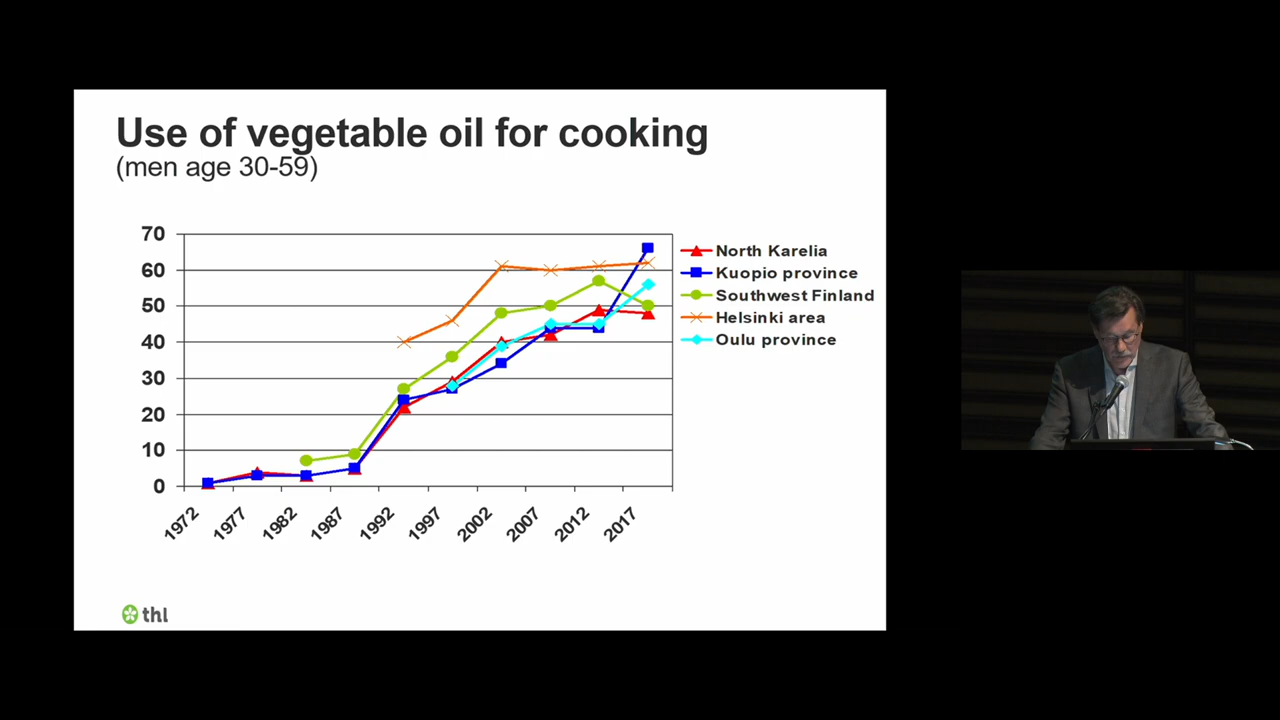 Use of vegetable oil for cooking
(men age 30-59)
70
60
50
40
30
20
10
0
1972
1977
1982
1987
1992
1997
2002
2007
2012
2017
North Karelia
Kuopio province
Southwest Finland
Helsinki area
Oulu province
thl